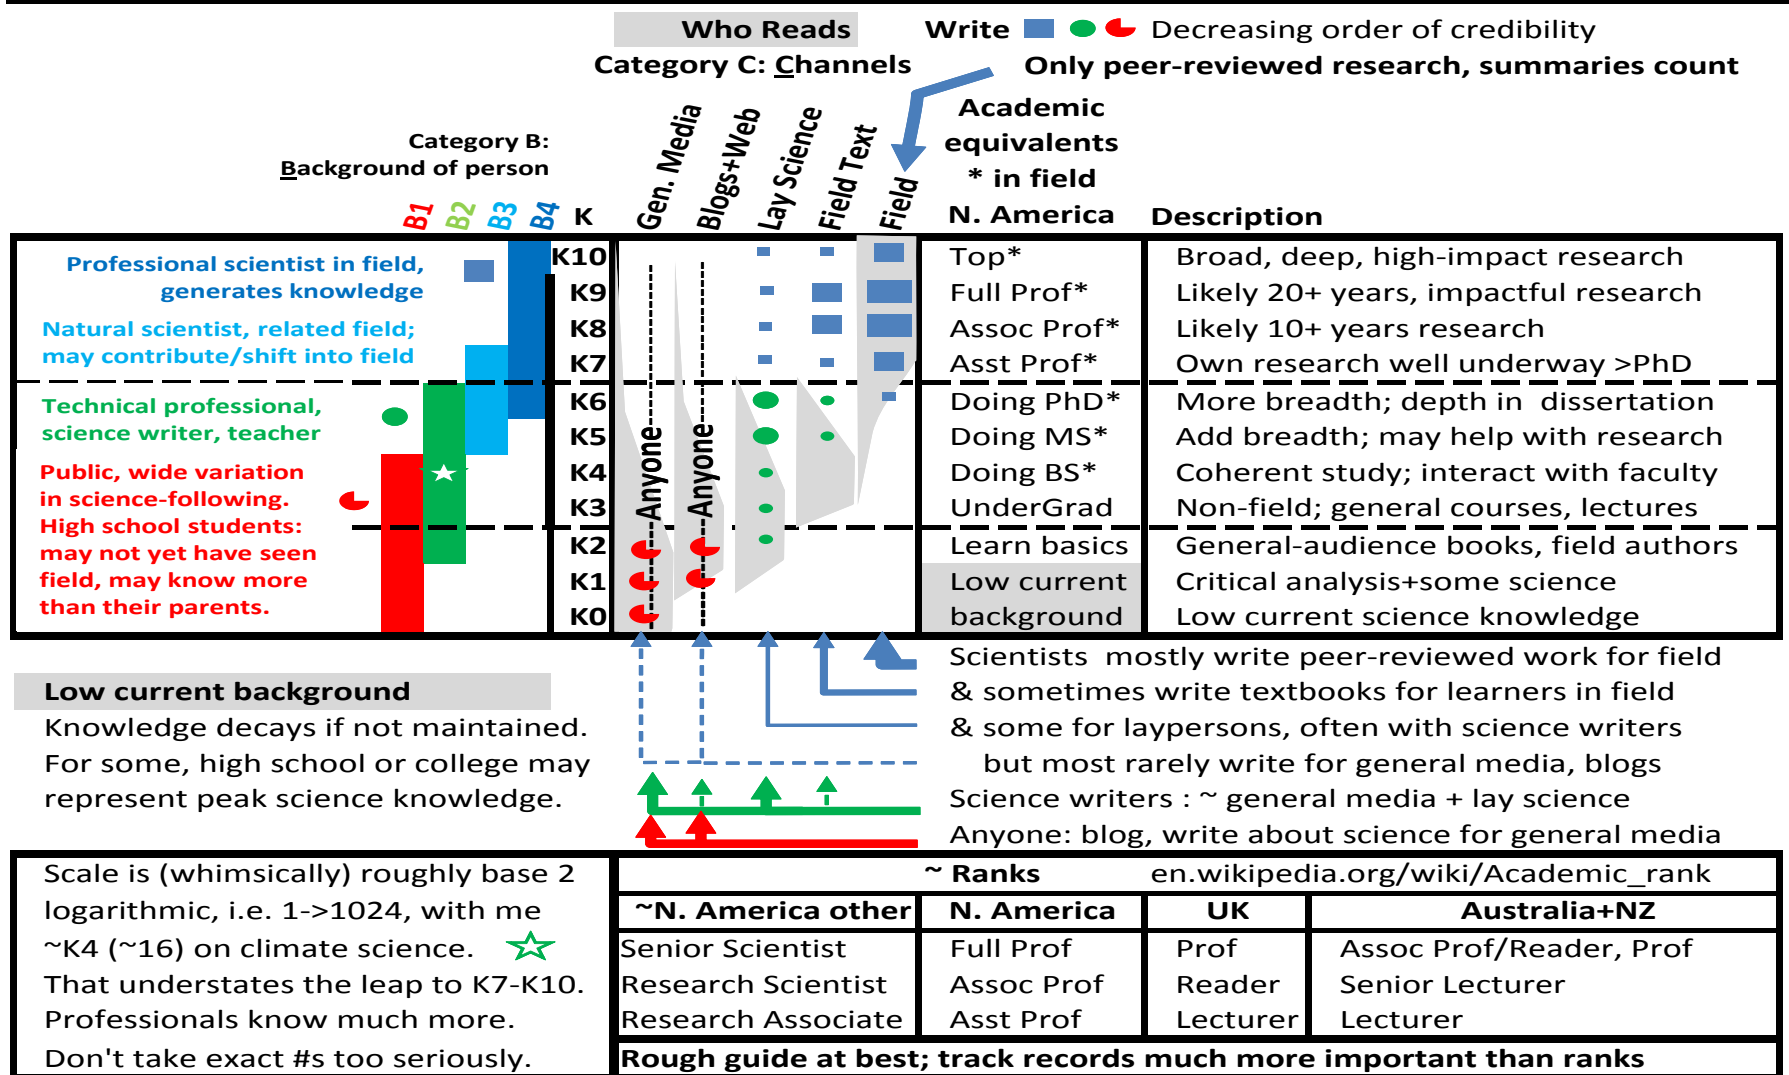 Who Reads Write Decreasing order of credibility
Category C: Channels Only peer-reviewed research, summaries count
Category B:
Background of person
Academic
equivalents
* in field
B1 B2 B3 B4 K Gen. Media Blogs+Web Lay Science Field Text Field N. America Description
Professional scientist in field,
generates knowledge
Natural scientist, related field;
may contribute/shift into field
Technical professional,
science writer, teacher
Public, wide variation
in science-following.
High school students:
may not yet have seen
field, may know more
than their parents.
Anyone
Anyone
K10 Top* Broad, deep, high-impact research
K9 Full Prof* Likely 20+ years, impactful research
K8 Assoc Prof* Likely 10+ years research
K7 Asst Prof* Own research well underway >PhD
K6 Doing PhD* More breadth; depth in dissertation
K5 Doing MS* Add breadth; may help with research
K4 Doing BS* Coherent study; interact with faculty
K3 UnderGrad Non-field; general courses, lectures
K2 Learn basics General-audience books, field authors
K1 Low current Critical analysis+some science
K0 background Low current science knowledge
Low current background
Knowledge decays if not maintained.
For some, high school or college may
represent peak science knowledge.
Scientists mostly write peer-reviewed work for field
& sometimes write textbooks for learners in field
& some for laypersons, often with science writers
but most rarely write for general media, blogs
Science writers : ~ general media + lay science
Anyone: blog, write about science for general media
Scale is (whimsically) roughly base 2
logarithmic, i.e. 1->1024, with me
~K4 (~16) on climate science.
That understates the leap to K7-K10.
Professionals know much more.
Don't take exact #s too seriously.
~ Ranks en.wikipedia.org/wiki/Academic_rank
~N. America other N. America UK Australia+NZ
Senior Scientist Full Prof Prof Assoc Prof/Reader, Prof
Research Scientist Assoc Prof Reader Senior Lecturer
Research Associate Asst Prof Lecturer Lecturer
Rough guide at best; track records much more important than ranks